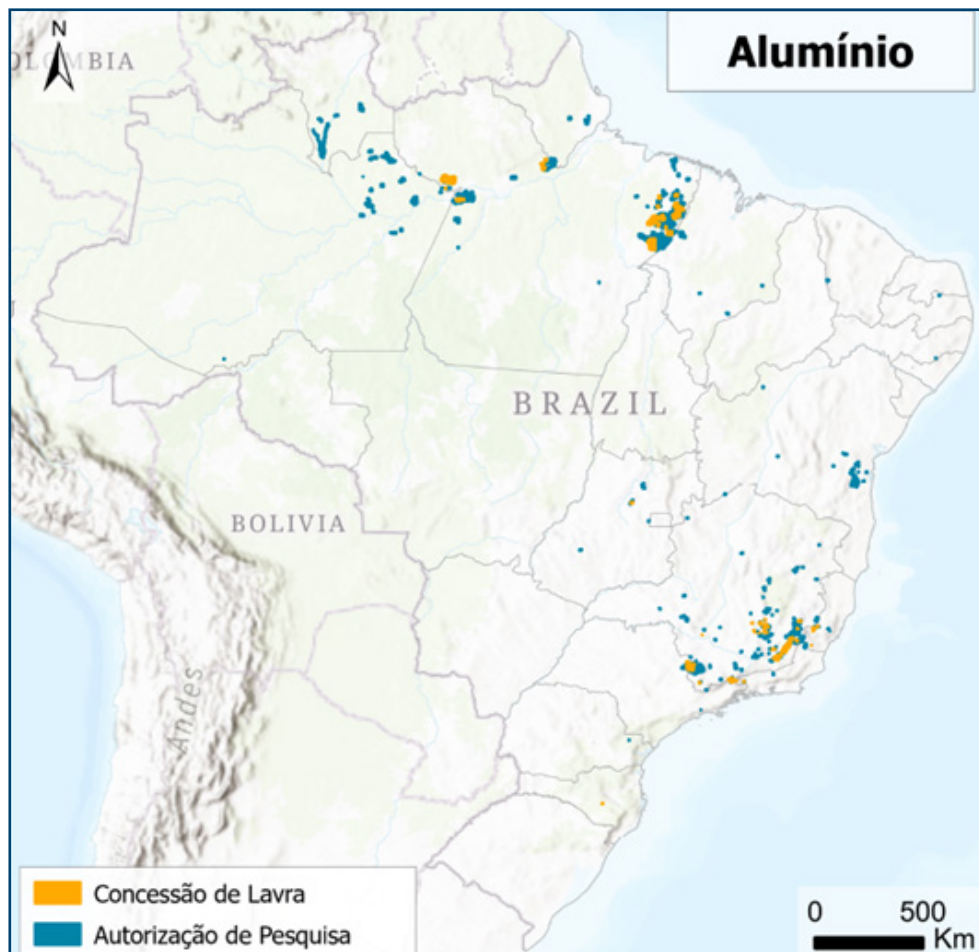 N
Alumínio
OLOMBIA
BRAZIL
BOLIVIA
Andes
Concessão de Lavra
Autorização de Pesquisa
0 500
Km